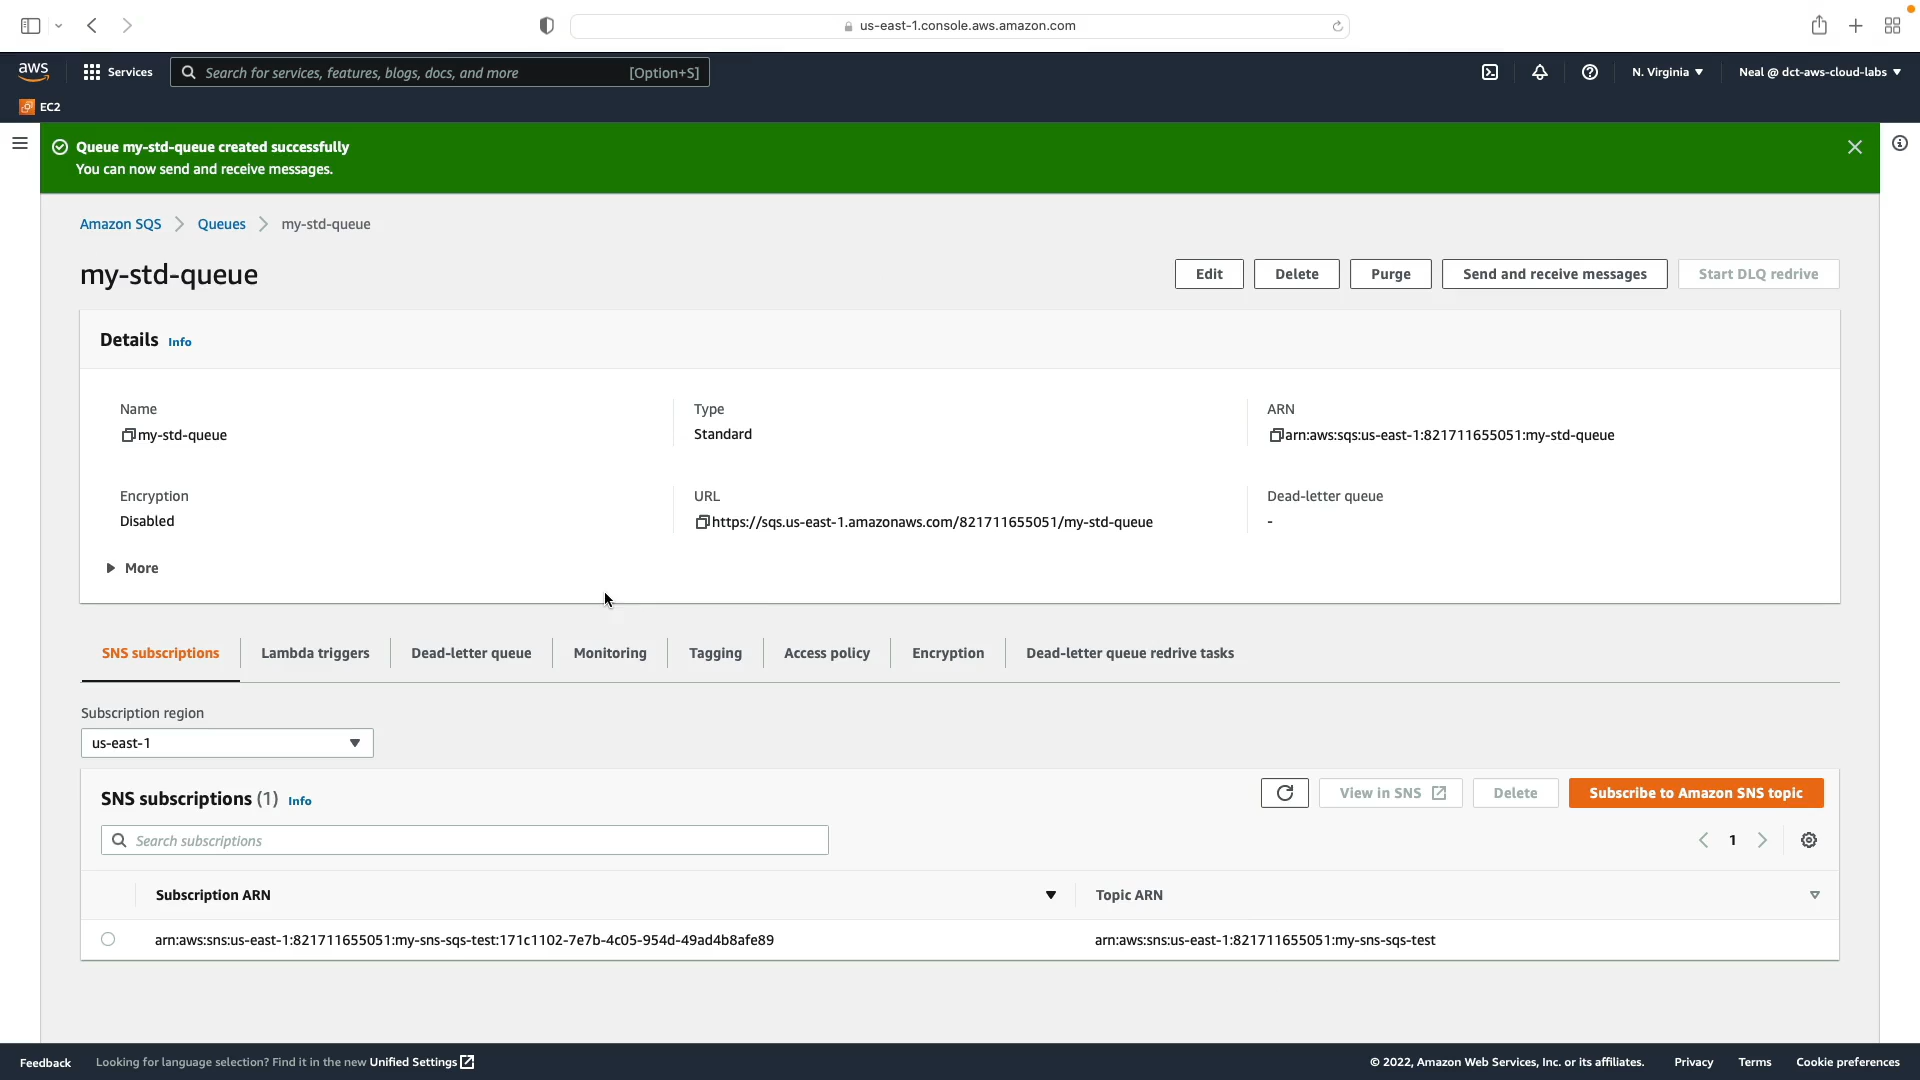 us-east-1.console.aws.amazon.com
aws
Services
Search for services, features, blogs, docs, and more
[Option+S]
N. Virginia
Neal @ dct-aws-cloud-labs
EC2
Queue my-std-queue created successfully
You can now send and receive messages.
Amazon SQS
Queues
my-std-queue
my-std-queue
Edit
Delete
Purge
Send and receive messages
Start DLQ redrive
Details
Info
Name
my-std-queue
Type
Standard
ARN
arn:aws:sqs:us-east-1:821711655051:my-std-queue
Encryption
Disabled
URL
https://sqs.us-east-1.amazonaws.com/821711655051/my-std-queue
Dead-letter queue
-
More
SNS subscriptions
Lambda triggers
Dead-letter queue
Monitoring
Tagging
Access policy
Encryption
Dead-letter queue redrive tasks
Subscription region
us-east-1
SNS subscriptions (1)
Info
View in SNS
Delete
Subscribe to Amazon SNS topic
Search subscriptions
1
Subscription ARN
Topic ARN
arn:aws:sns:us-east-1:821711655051:my-sns-sqs-test:171c1102-7e7b-4c05-954d-49ad4b8afe89
arn:aws:sns:us-east-1:821711655051:my-sns-sqs-test
Feedback
Looking for language selection? Find it in the new Unified Settings
© 2022, Amazon Web Services, Inc. or its affiliates.
Privacy
Terms
Cookie preferences